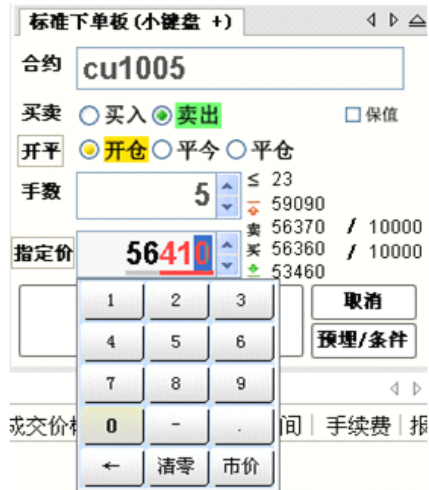 标准下单板(小键盘 +)
合约 cu1005
买卖 买入 卖出 保值
开平 开仓 平今 平仓
手数 5 ≤ 23
59090
卖 56370 / 10000
指定价 56410 买 56360 / 10000
53460
1 2 3 取消
4 5 6 预埋/条件
7 8 9
成交价 0 - . 间 手续费 报
← 清零 市价